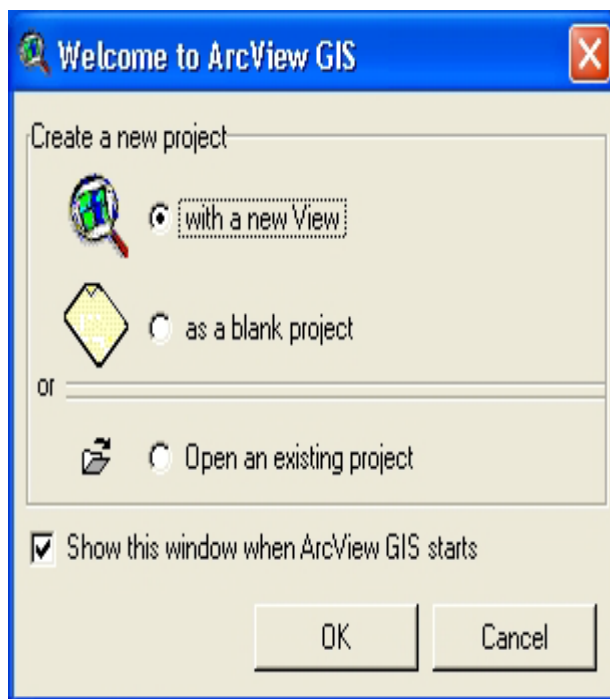 Welcome to ArcView GIS
Create a new project
with a new View
as a blank project
or
Open an existing project
Show this window when ArcView GIS starts
OK
Cancel